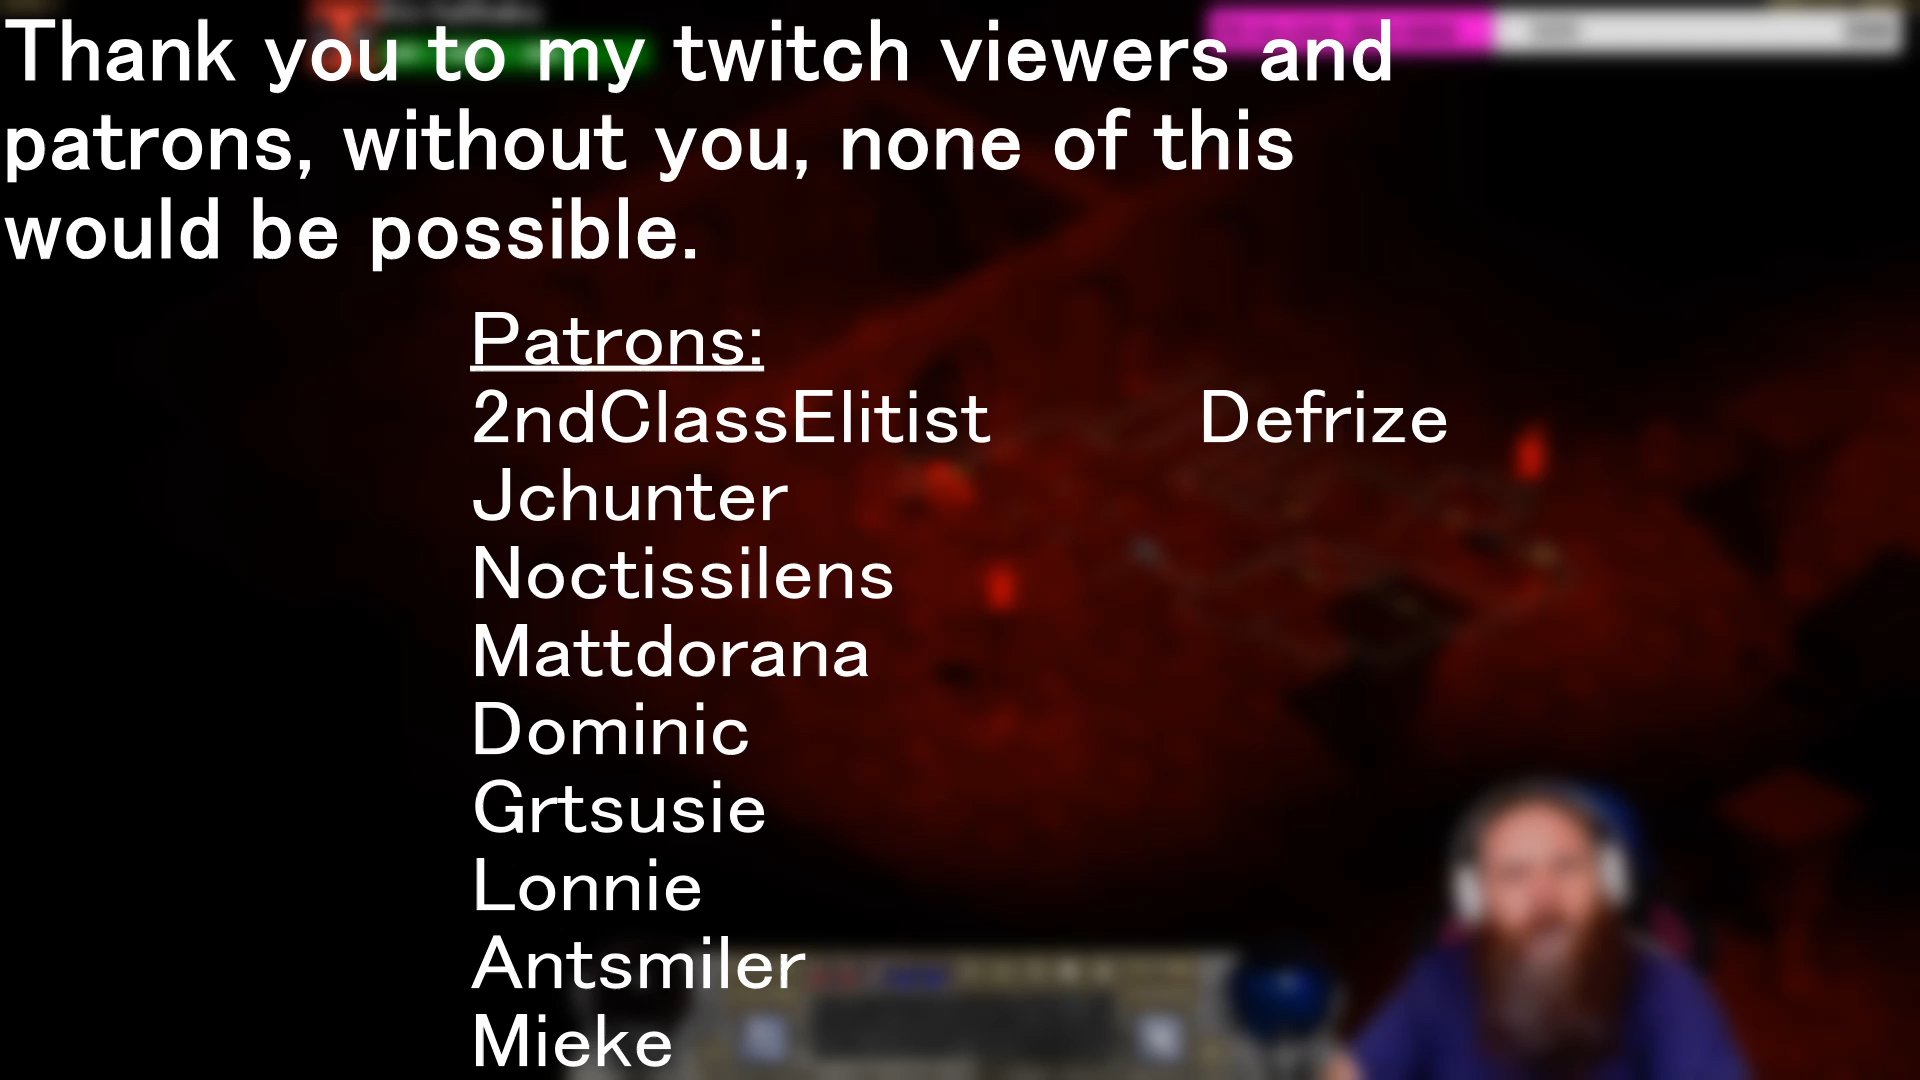 Thank you to my twitch viewers and
patrons, without you, none of this
would be possible.
Patrons:
2ndClassElitist Defrize
Jchunter
Noctissilens
Mattdorana
Dominic
Grtsusie
Lonnie
Antsmiler
Mieke